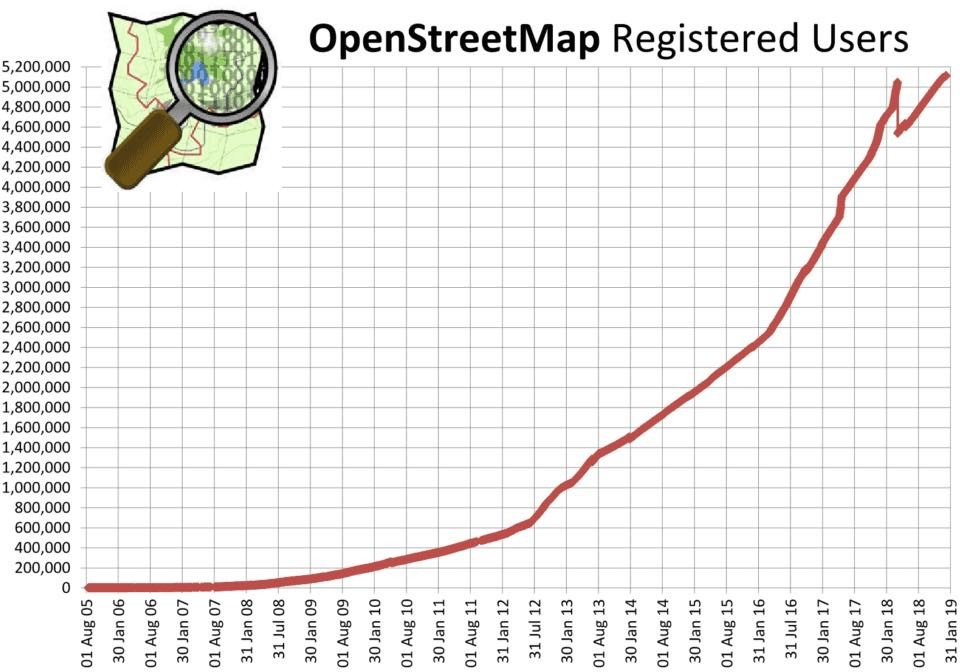 OpenStreetMap Registered Users
5,200,000
5,000,000
4,800,000
4,600,000
4,400,000
4,200,000
4,000,000
3,800,000
3,600,000
3,400,000
3,200,000
3,000,000
2,800,000
2,600,000
2,400,000
2,200,000
2,000,000
1,800,000
1,600,000
1,400,000
1,200,000
1,000,000
800,000
600,000
400,000
200,000
0
01 Aug 05
30 Jan 06
01 Aug 06
30 Jan 07
01 Aug 07
31 Jan 08
31 Jul 08
30 Jan 09
01 Aug 09
30 Jan 10
01 Aug 10
30 Jan 11
01 Aug 11
31 Jan 12
31 Jul 12
30 Jan 13
01 Aug 13
30 Jan 14
01 Aug 14
30 Jan 15
01 Aug 15
31 Jan 16
31 Jul 16
30 Jan 17
01 Aug 17
30 Jan 18
01 Aug 18
31 Jan 19